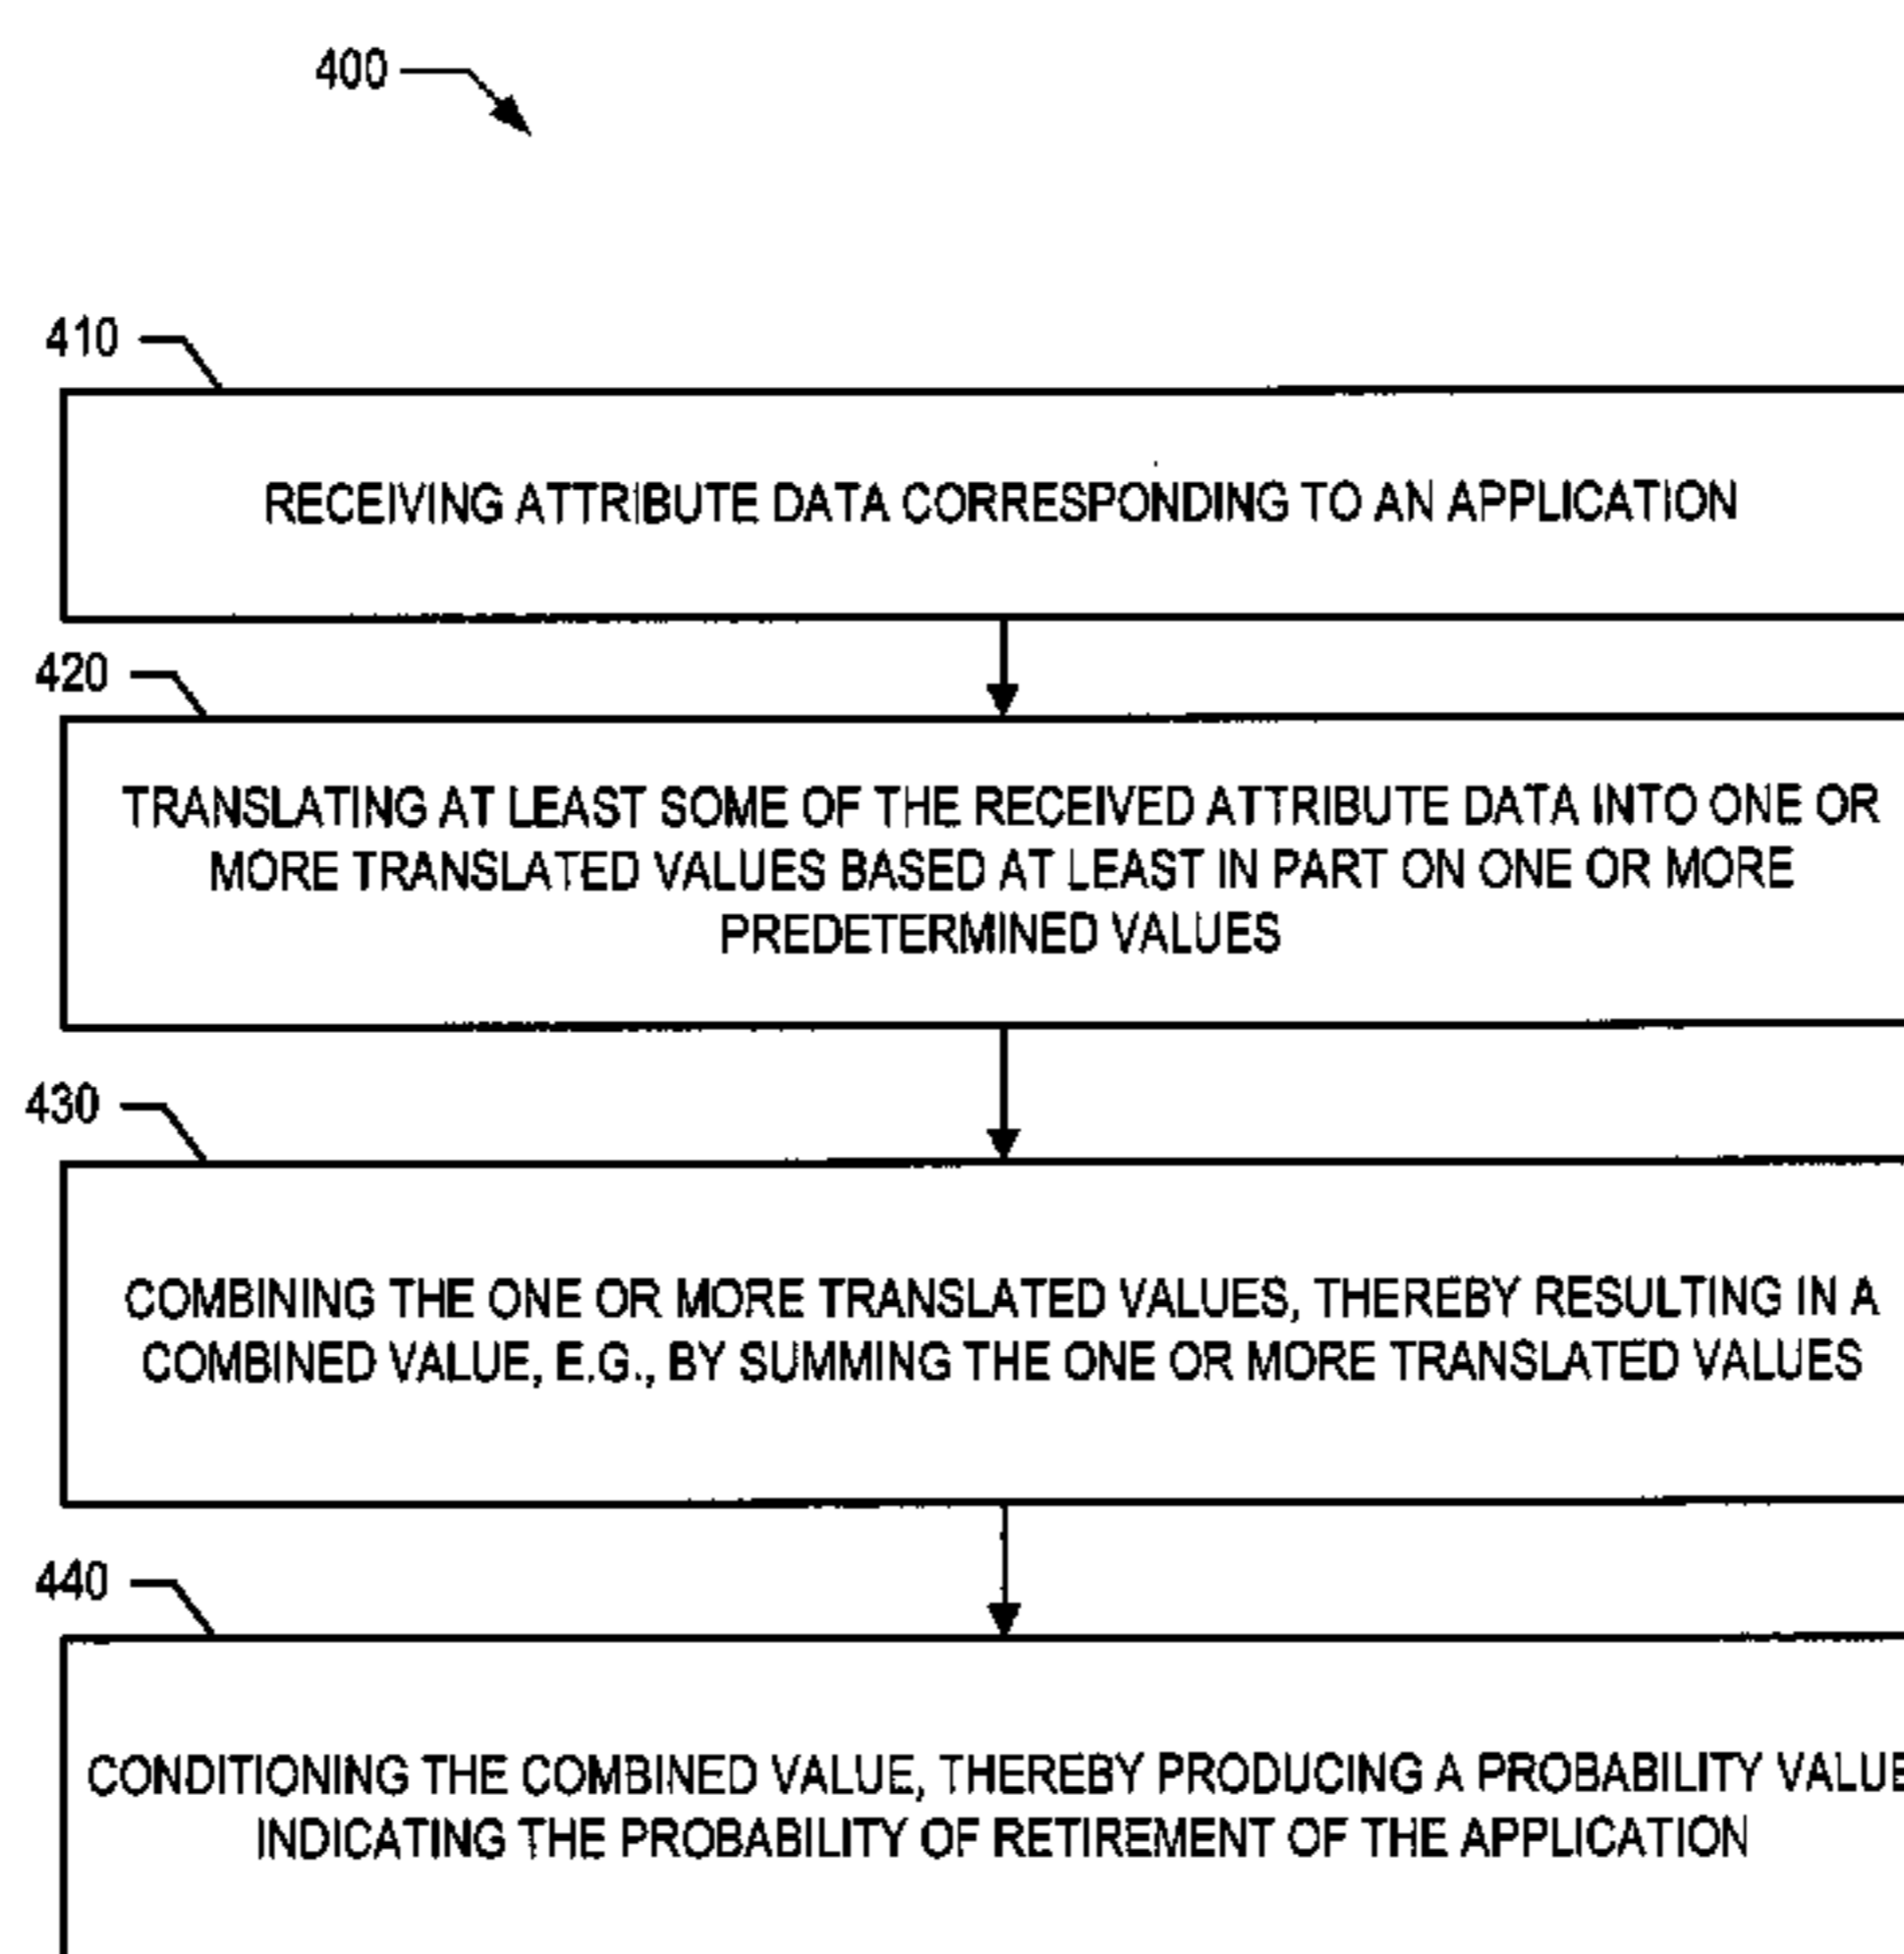 400
410
RECEIVING ATTRIBUTE DATA CORRESPONDING TO AN APPLICATION
420
TRANSLATING AT LEAST SOME OF THE RECEIVED ATTRIBUTE DATA INTO ONE OR
MORE TRANSLATED VALUES BASED AT LEAST IN PART ON ONE OR MORE
PREDETERMINED VALUES
430
COMBINING THE ONE OR MORE TRANSLATED VALUES, THEREBY RESULTING IN A
COMBINED VALUE, E.G., BY SUMMING THE ONE OR MORE TRANSLATED VALUES
440
CONDITIONING THE COMBINED VALUE, THEREBY PRODUCING A PROBABILITY VALUE
INDICATING THE PROBABILITY OF RETIREMENT OF THE APPLICATION